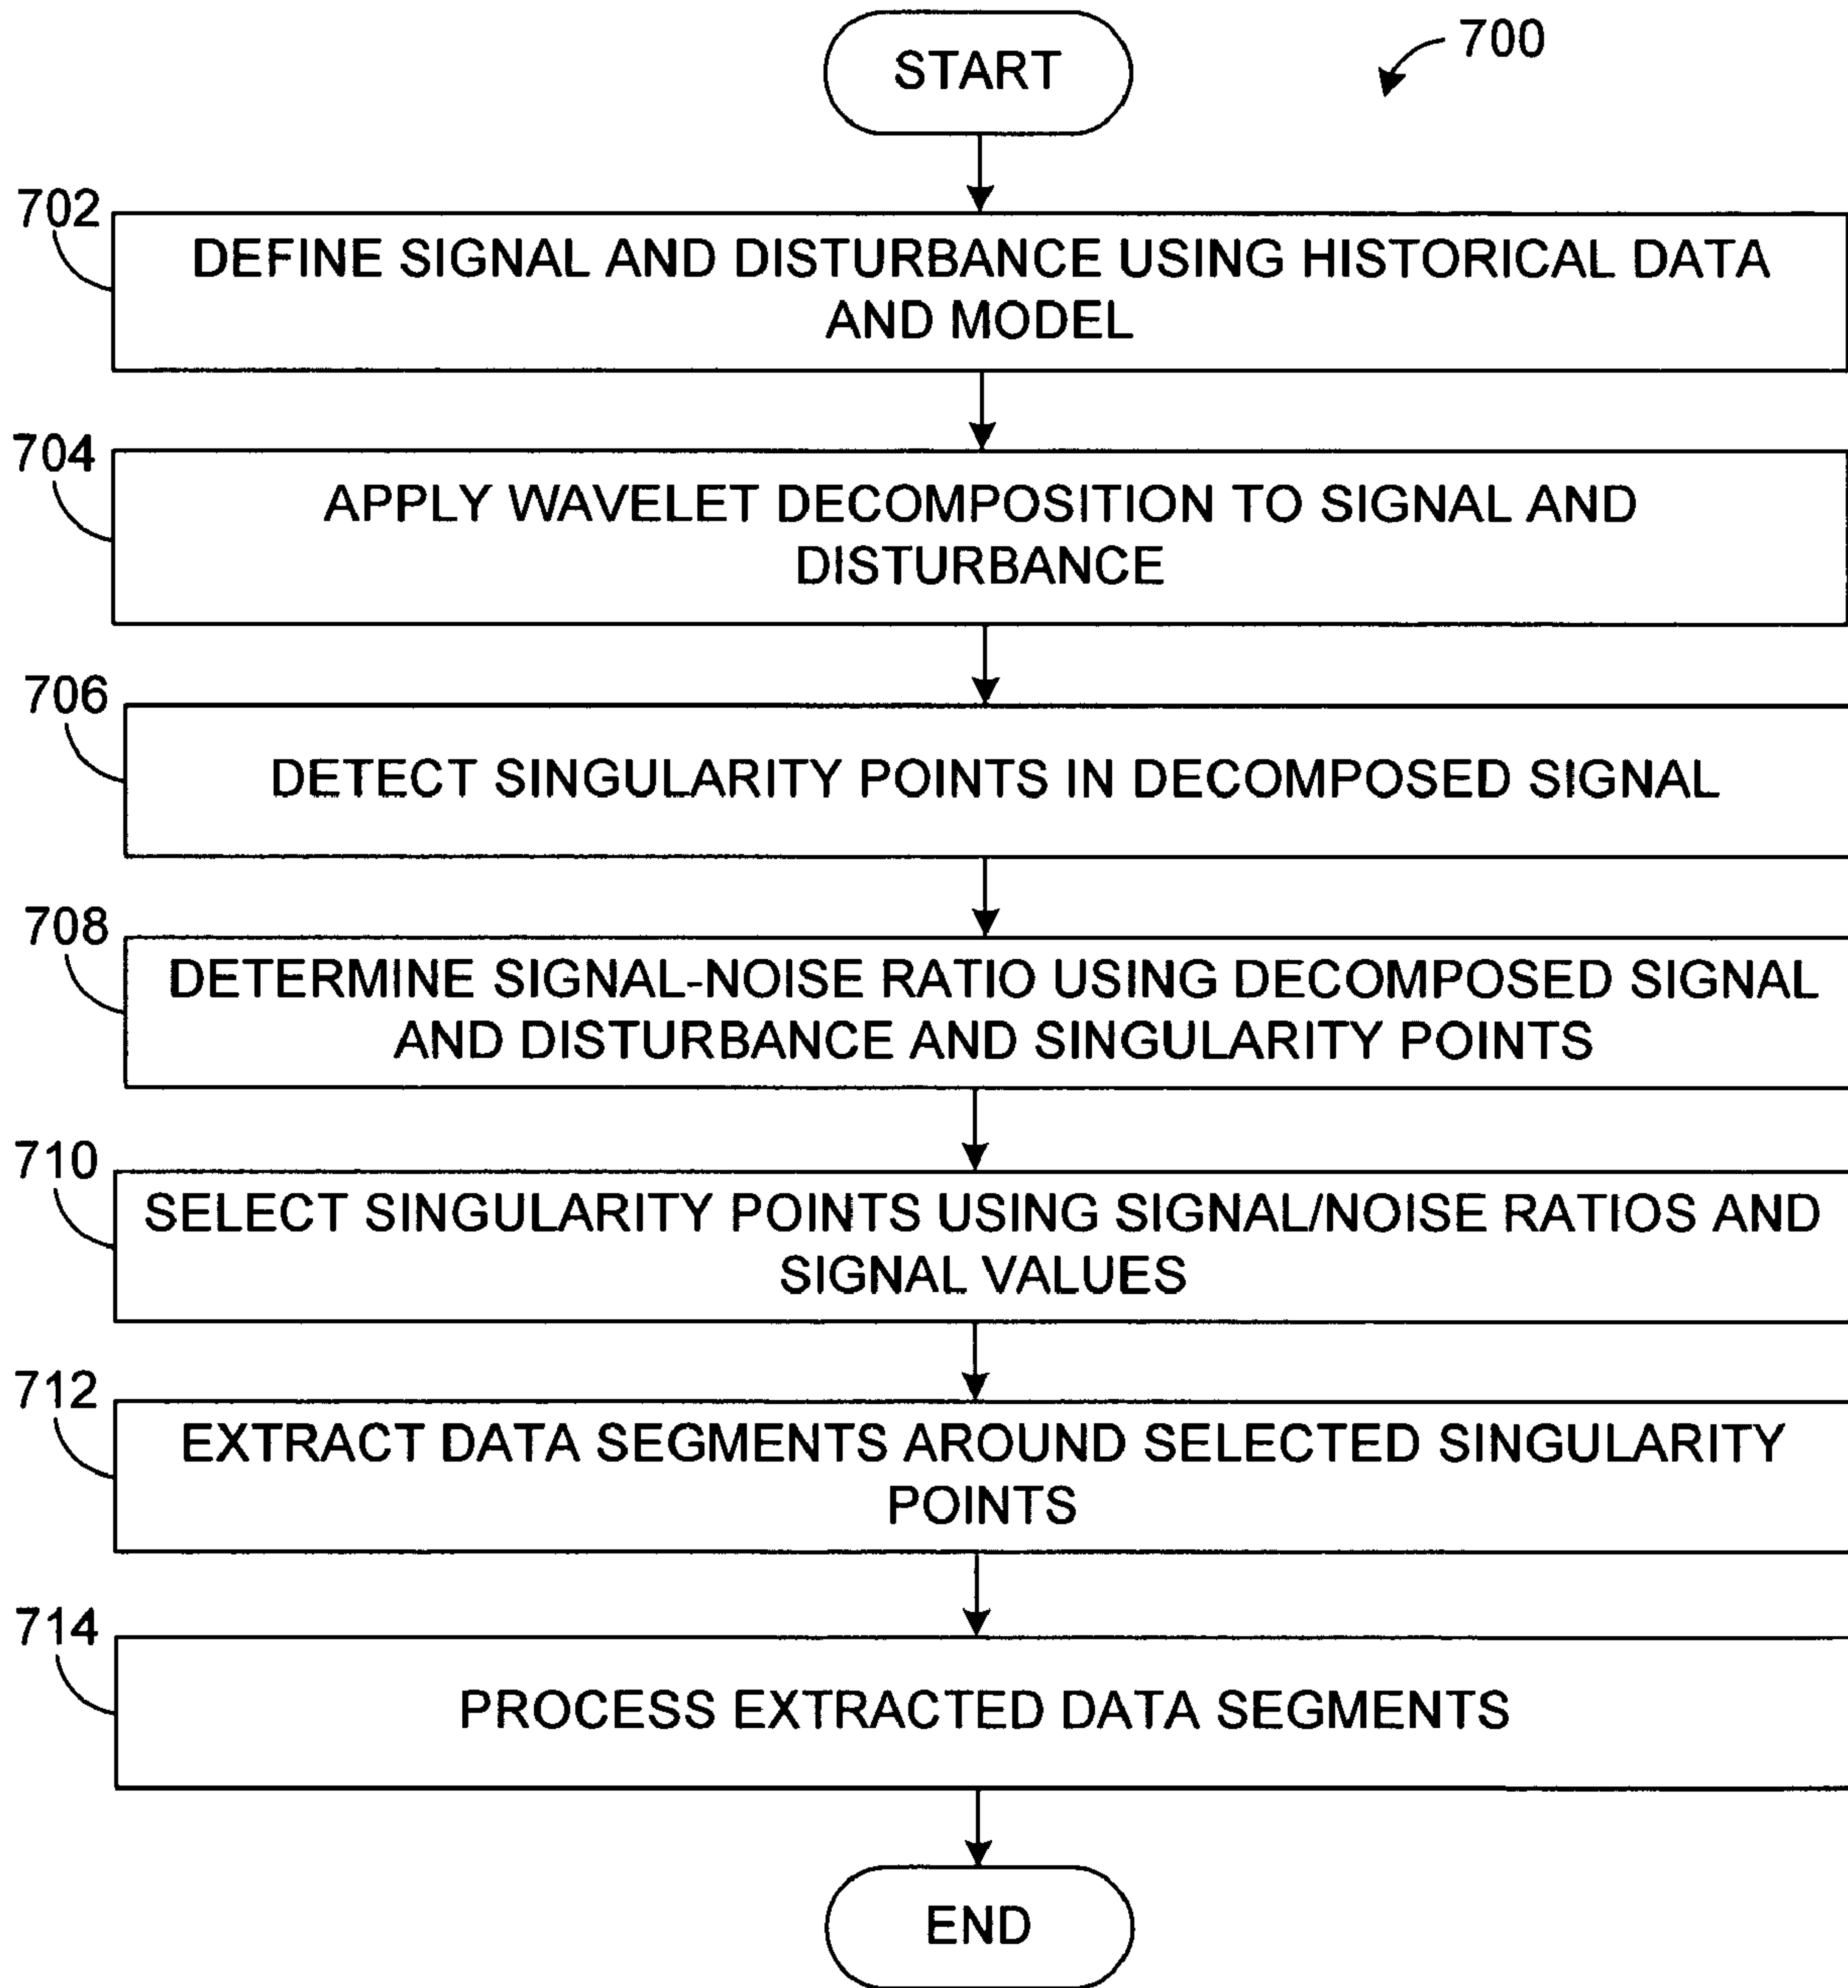 START
700
702
DEFINE SIGNAL AND DISTURBANCE USING HISTORICAL DATA
AND MODEL
704
APPLY WAVELET DECOMPOSITION TO SIGNAL AND
DISTURBANCE
706
DETECT SINGULARITY POINTS IN DECOMPOSED SIGNAL
708
DETERMINE SIGNAL-NOISE RATIO USING DECOMPOSED SIGNAL
AND DISTURBANCE AND SINGULARITY POINTS
710
SELECT SINGULARITY POINTS USING SIGNAL/NOISE RATIOS AND
SIGNAL VALUES
712
EXTRACT DATA SEGMENTS AROUND SELECTED SINGULARITY
POINTS
714
PROCESS EXTRACTED DATA SEGMENTS
END